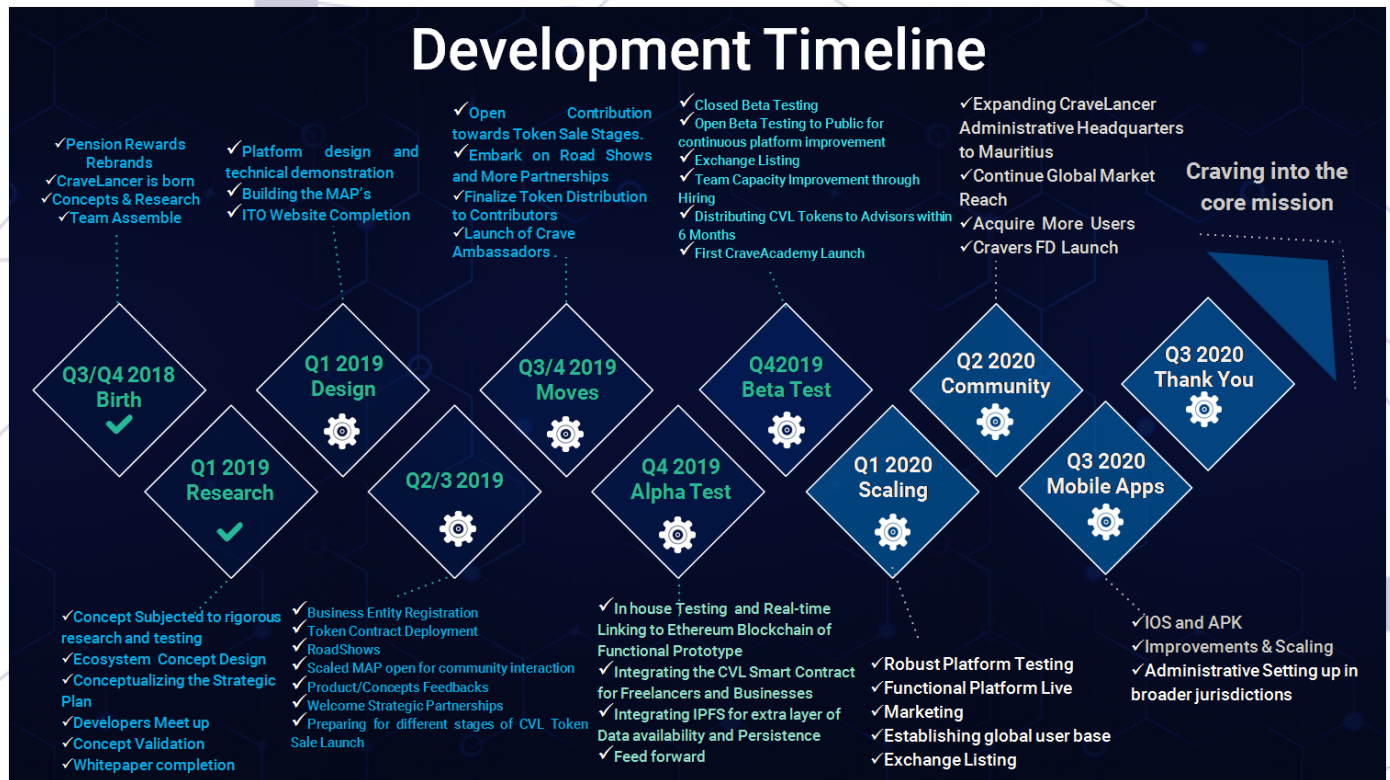 Development Timeline
✓Pension Rewards
Rebrands
✓CraveLancer is born
✓Concepts & Research
✓Team Assemble
✓Platform design and
technical demonstration
✓Building the MAP's
✓ITO Website Completion
✓Open Contribution
towards Token Sale Stages.
✓Embark on Road Shows
and More Partnerships
✓Finalize Token Distribution
to Contributors
✓Launch of Crave
Ambassadors .
✓Closed Beta Testing
✓Open Beta Testing to Public for
continuous platform improvement
✓Exchange Listing
✓Team Capacity Improvement through
Hiring
✓Distributing CVL Tokens to Advisors within
6 Months
✓First CraveAcademy Launch
✓Expanding CraveLancer
Administrative Headquarters
to Mauritius
✓Continue Global Market
Reach
✓Acquire More Users
✓Cravers FD Launch
Craving into the
core mission
Q3/Q4 2018
Birth
Q1 2019
Research
Q1 2019
Design
Q2/3 2019
Q3/4 2019
Moves
Q4 2019
Alpha Test
Q42019
Beta Test
Q1 2020
Scaling
Q2 2020
Community
Q3 2020
Mobile Apps
Q3 2020
Thank You
✓Concept Subjected to rigorous
research and testing
✓Ecosystem Concept Design
✓Conceptualizing the Strategic
Plan
✓Developers Meet up
✓Concept Validation
✓Whitepaper completion
✓Business Entity Registration
✓Token Contract Deployment
✓RoadShows
✓Scaled MAP open for community interaction
✓Product/Concepts Feedbacks
✓Welcome Strategic Partnerships
✓Preparing for different stages of CVL Token
Sale Launch
✓In house Testing and Real-time
Linking to Ethereum Blockchain of
Functional Prototype
✓Integrating the CVL Smart Contract
for Freelancers and Businesses
✓Integrating IPFS for extra layer of
Data availability and Persistence
✓Feed forward
✓Robust Platform Testing
✓Functional Platform Live
✓Marketing
✓Establishing global user base
✓Exchange Listing
✓IOS and APK
✓Improvements & Scaling
✓Administrative Setting up in
broader jurisdictions